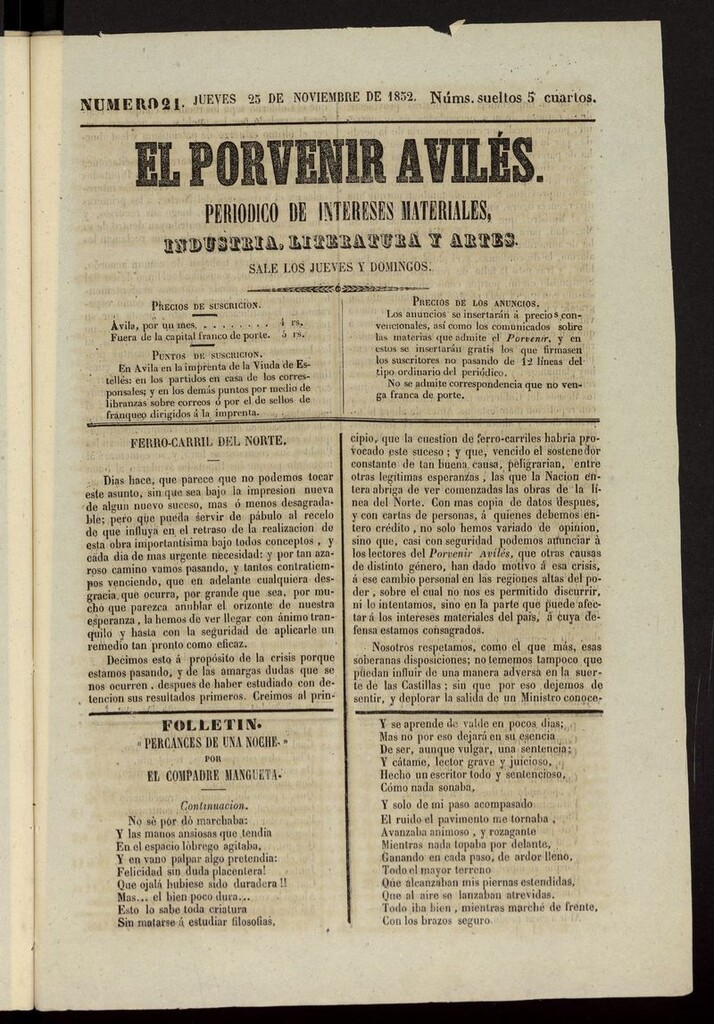 NUMERO 21. JUEVES 25 DE NOVIEMBRE DE 1852. Núms. sueltos 5 cuartos.
EL PORVENIR AVILÉS.
PERIODICO DE INTERESES MATERIALES,
INDUSTRIA, LITERATURA Y ARTES.
SALE LOS JUEVES Y DOMINGOS.
PRECIOS DE SUSCRICION.
Ávila, por un mes. . . . . . . . 4 rs.
Fuera de la capital franco de porte. 5 rs.
PUNTOS DE SUSCRICION.
En Avila en la imprenta de la Viuda de Es-
tellés: en los partidos en casa de los corres-
ponsales; y en los demás puntos por medio de
libranzas sobre correos ó por el de sellos de
franqueo dirigidos á la imprenta.
PRECIOS DE LOS ANUNCIOS.
Los anuncios se insertarán á precios con-
vencionales, así como los comunicados sobre
las materias que admite el Porvenir, y en
estos se insertarán gratis los que firmasen
los suscritores no pasando de 12 líneas del
tipo ordinario del periódico.
No se admite correspondencia que no ven-
ga franca de porte.
FERRO-CARRIL DEL NORTE.
Dias hace, que parece que no podemos tocar
este asunto, sin que sea bajo la impresion nueva
de algun nuevo suceso, mas ó menos desagrada-
ble; pero que pueda servir de pábulo al recelo
de que influya en el retraso de la realizacion de
esta obra importantísima bajo todos conceptos, y
cada dia de mas urgente necesidad: y por tan aza-
roso camino vamos pasando, y tantos contratiem-
pos venciendo, que en adelante cualquiera des-
gracia que ocurra, por grande que sea, por mu-
cho que parezca anublar el orizonte de nuestra
esperanza, la hemos de ver llegar con ánimo tran-
quilo y hasta con la seguridad de aplicarle un
remedio tan pronto como eficaz.
Decimos esto á propósito de la crisis porque
estamos pasando, y de las amargas dudas que se
nos ocurren, despues de haber estudiado con de-
tencion sus resultados primeros. Creimos al prin-
cipio, que la cuestion de ferro-carriles habria pro-
vocado este suceso; y que, vencido el sostenedor
constante de tan buena causa, peligrarian, entre
otras legítimas esperanzas, las que la Nacion en-
tera abriga de ver comenzadas las obras de la lí-
nea del Norte. Con mas copia de datos despues,
y con cartas de personas, á quienes debemos en-
tero crédito, no solo hemos variado de opinion,
sino que, casi con seguridad podemos anunciar á
los lectores del Porvenir Avilés, que otras causas
de distinto género, han dado motivo á esa crisis,
á ese cambio personal en las regiones altas del po-
der, sobre el cual no nos es permitido discurrir,
ni lo intentamos, sino en la parte que puede afec-
tar á los intereses materiales del país, á cuya de-
fensa estamos consagrados.
Nosotros respetamos, como el que más, esas
soberanas disposiciones; no tememos tampoco que
puedan influir de una manera adversa en la suer-
te de las Castillas; sin que por eso dejemos de
sentir, y deplorar la salida de un Ministro conoce-
FOLLETIN.
«PERCANCES DE UNA NOCHE.»
POR
EL COMPADRE MANGUETA.
Continuacion.
No sé por dó marchaba:
Y las manos ansiosas que tendia
En el espacio lóbrego agitaba,
Y en vano palpar algo pretendia:
Felicidad sin duda placentera!
Que ojalá hubiese sido duradera!!
Mas... el bien poco dura...
Esto lo sabe toda criatura
Sin matarse á estudiar filosofias,
Y se aprende de valde en pocos dias;
Mas no por eso dejará en su esencia
De ser, aunque vulgar, una sentencia;
Y cátame, lector grave y juicioso,
Hecho un escritor todo y sentencioso,
Cómo nada sonaba,
Y solo de mi paso acompasado
El ruido el pavimento me tornaba,
Avanzaba animoso, y rozagante
Mientras nada topaba por delante,
Ganando en cada paso, de ardor lleno,
Todo el mayor terreno
Que alcanzaban mis piernas estendidas,
Que al aire se lanzaban atrevidas.
Todo iba bien, mientras marché de frente,
Con los brazos seguro